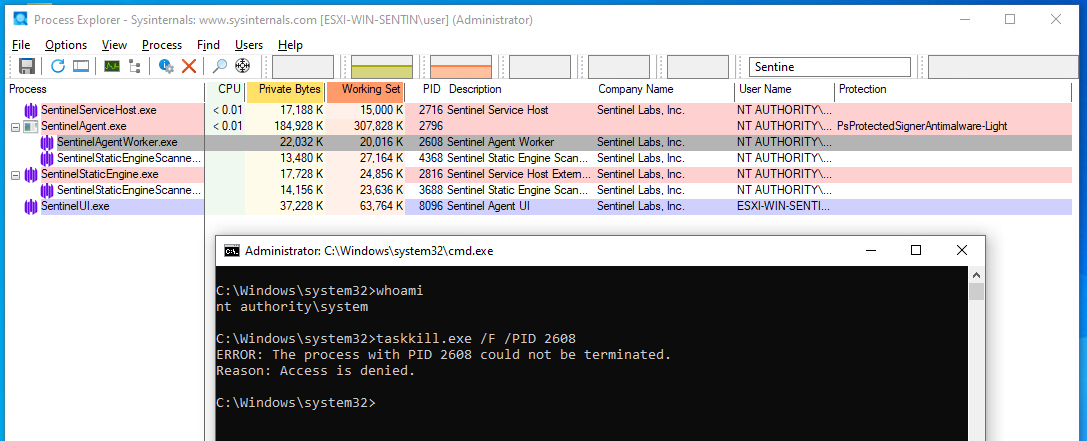 Process Explorer - Sysinternals: www.sysinternals.com [ESXI-WIN-SENTIN\user] (Administrator)
File Options View Process Find Users Help
Sentine
Process CPU Private Bytes Working Set PID Description Company Name User Name Protection
SentinelServiceHost.exe < 0.01 17,188 K 15,000 K 2716 Sentinel Service Host Sentinel Labs, Inc. NT AUTHORITY\...
SentinelAgent.exe < 0.01 184,928 K 307,828 K 2796 NT AUTHORITY\... PsProtectedSignerAntimalware-Light
SentinelAgentWorker.exe 22,032 K 20,016 K 2608 Sentinel Agent Worker Sentinel Labs, Inc. NT AUTHORITY\...
SentinelStaticEngineScanne... 13,480 K 27,164 K 4368 Sentinel Static Engine Scan... Sentinel Labs, Inc. NT AUTHORITY\...
SentinelStaticEngine.exe 17,728 K 24,856 K 2816 Sentinel Service Host Extern... Sentinel Labs, Inc. NT AUTHORITY\...
SentinelStaticEngineScanne... 14,156 K 23,636 K 3688 Sentinel Static Engine Scan... Sentinel Labs, Inc. NT AUTHORITY\...
SentinelUI.exe 37,228 K 63,764 K 8096 Sentinel Agent UI Sentinel Labs, Inc. ESXI-WIN-SENTI...
Administrator: C:\Windows\system32\cmd.exe
C:\Windows\system32>whoami
nt authority\system
C:\Windows\system32>taskkill.exe /F /PID 2608
ERROR: The process with PID 2608 could not be terminated.
Reason: Access is denied.
C:\Windows\system32>